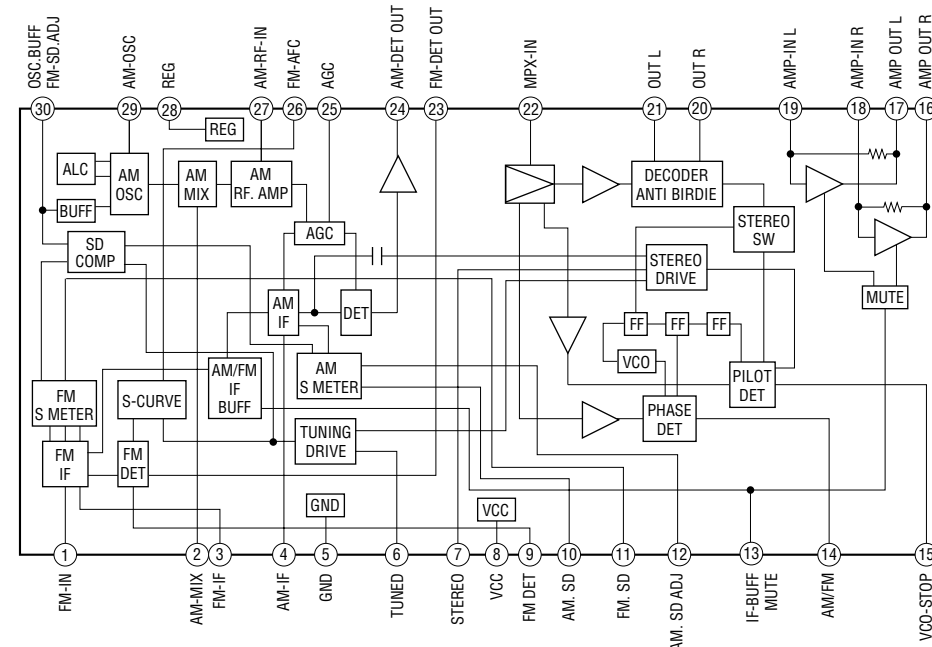 OSC.BUFF
FM-SD.ADJ
AM-OSC
REG
AM-RF-IN
FM-AFC
AGC
AM-DET OUT
FM-DET OUT
MPX-IN
OUT L
OUT R
AMP-IN L
AMP-IN R
AMP OUT L
AMP OUT R
30
29
28
27
26
25
24
23
22
21
20
19
18
17
16
REG
ALC
AM
OSC
AM
MIX
AM
RF. AMP
DECODER
ANTI BIRDIE
BUFF
AGC
STEREO
SW
SD
COMP
STEREO
DRIVE
MUTE
AM
IF
DET
FF
FF
FF
VCO
AM/FM
IF
BUFF
AM
S METER
PILOT
DET
FM
S METER
S-CURVE
PHASE
DET
TUNING
DRIVE
FM
IF
FM
DET
GND
VCC
1
2
3
4
5
6
7
8
9
10
11
12
13
14
15
FM-IN
AM-MIX
FM-IF
AM-IF
GND
TUNED
STEREO
VCC
FM DET
AM. SD
FM. SD
AM. SD ADJ
IF-BUFF
MUTE
AM/FM
VCO-STOP